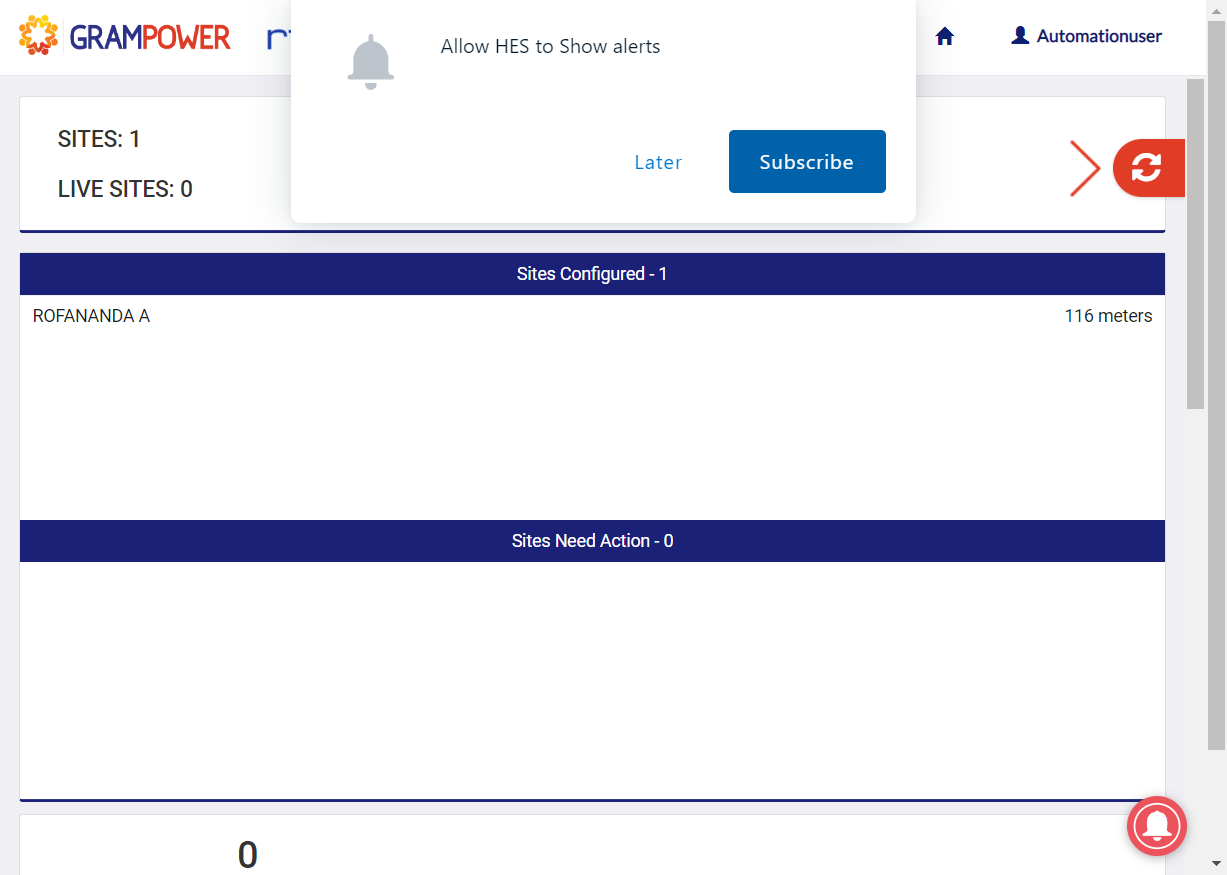 GRAMPOWER
Allow HES to Show alerts
Later
Subscribe
Automationuser
SITES: 1
LIVE SITES: 0
Sites Configured - 1
ROFANANDA A
116 meters
Sites Need Action - 0
0